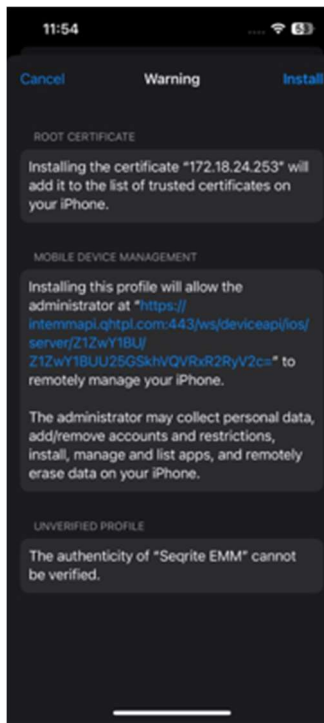 11:54
63
Cancel
Warning
Install
ROOT CERTIFICATE
Installing the certificate “172.18.24.253” will
add it to the list of trusted certificates on
your iPhone.
MOBILE DEVICE MANAGEMENT
Installing this profile will allow the
administrator at “https://
intemmapi.qhtpl.com:443/ws/deviceapi/ios/
server/Z1ZwY1BU/
Z1ZwY1BUU25GSkhVQVRxR2RyV2c=” to
remotely manage your iPhone.
The administrator may collect personal data,
add/remove accounts and restrictions,
install, manage and list apps, and remotely
erase data on your iPhone.
UNVERIFIED PROFILE
The authenticity of “Seqrite EMM” cannot
be verified.